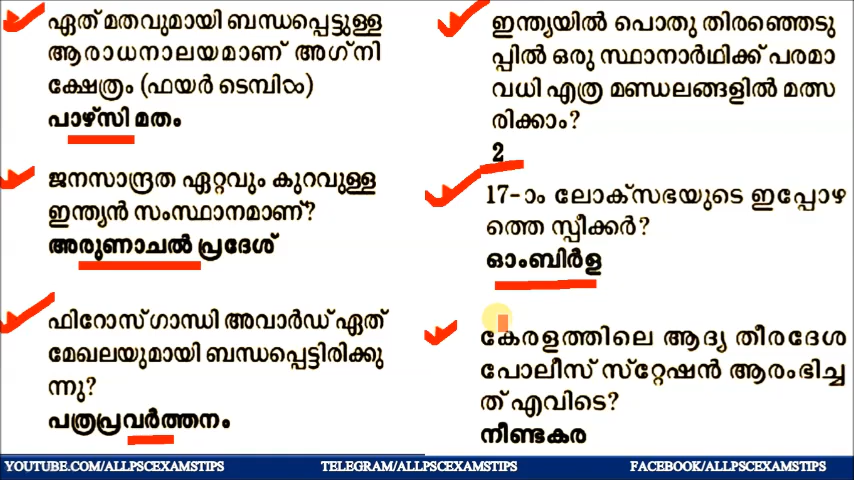 ഏത് മതവുമായി ബന്ധപ്പെട്ടുള്ള
ആരാധനാലയമാണ് അഗ്നി
ക്ഷേത്രം (ഫയർ ടെമ്പിൾ)
പാഴ്സി മതം
ജനസാന്ദ്രത ഏറ്റവും കുറവുള്ള
ഇന്ത്യൻ സംസ്ഥാനമാണ്?
അരുണാചൽ പ്രദേശ്
ഫിറോസ് ഗാന്ധി അവാർഡ് ഏത്
മേഖലയുമായി ബന്ധപ്പെട്ടിരിക്കു
ന്നു?
പത്രപ്രവർത്തനം
ഇന്ത്യയിൽ പൊതു തിരഞ്ഞെടു
പ്പിൽ ഒരു സ്ഥാനാർഥിക്ക് പരമാ
വധി എത്ര മണ്ഡലങ്ങളിൽ മത്സ
രിക്കാം?
2
17-ാം ലോക്സഭയുടെ ഇപ്പോഴ
ത്തെ സ്പീക്കർ?
ഓംബിർള
കേരളത്തിലെ ആദ്യ തീരദേശ
പോലീസ് സ്റ്റേഷൻ ആരംഭിച്ച
ത് എവിടെ?
നീണ്ടകര
YOUTUBE.COM/ALLPSCEXAMSTIPS TELEGRAM/ALLPSCEXAMSTIPS FACEBOOK/ALLPSCEXAMSTIPS